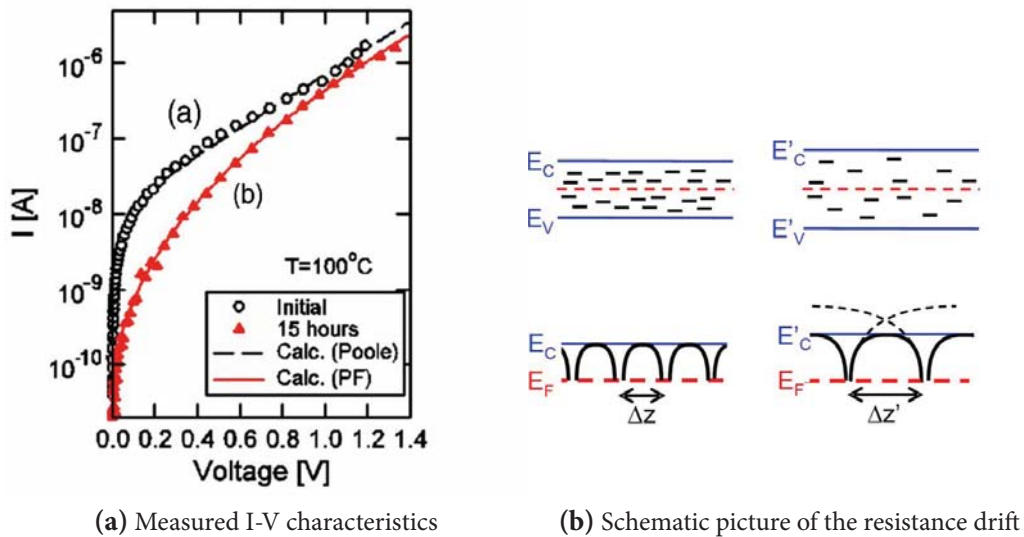 10⁻⁶
10⁻⁷
10⁻⁸
10⁻⁹
10⁻¹⁰
I [A]
(a)
(b)
T=100°C
Initial
15 hours
Calc. (Poole)
Calc. (PF)
0.0 0.2 0.4 0.6 0.8 1.0 1.2 1.4
Voltage [V]
(a) Measured I-V characteristics
E_C
E_V
E'_C
E'_V
E_C
E_F
Δz
E'_C
E_F
Δz'
(b) Schematic picture of the resistance drift